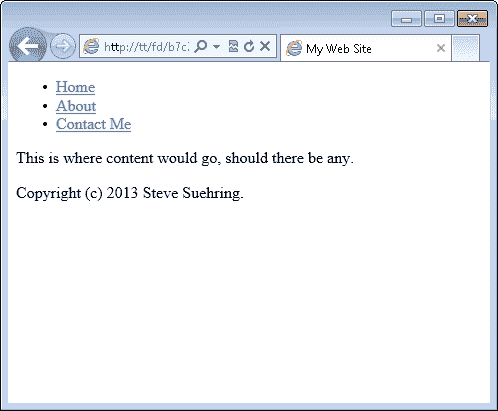 http://tt/fd/b7c
My Web Site
Home
About
Contact Me
This is where content would go, should there be any.
Copyright (c) 2013 Steve Suehring.